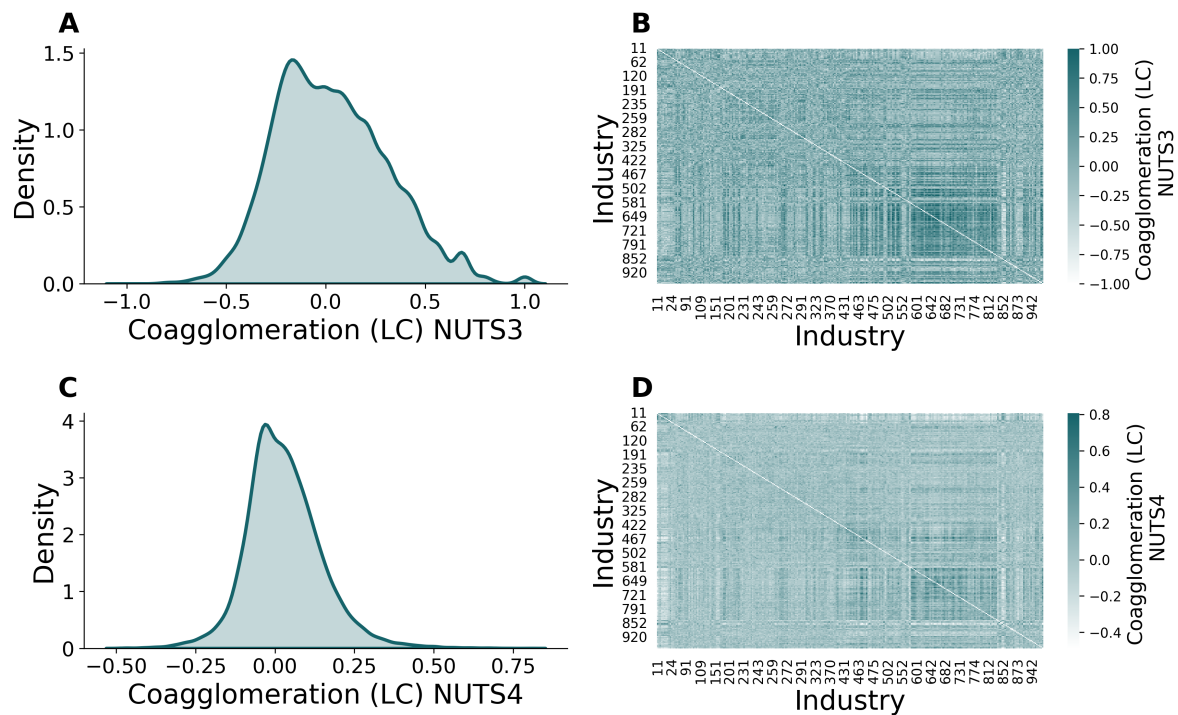 A
1.5
1.0
0.5
0.0
Density
−1.0 −0.5 0.0 0.5 1.0
Coagglomeration (LC) NUTS3
B
11
62
120
191
235
259
282
325
422
467
502
581
649
721
791
852
920
Industry
11 24 91 109 151 201 231 243 259 272 291 323 370 431 463 475 502 552 601 642 682 731 774 812 852 873 942
Industry
1.00
0.75
0.50
0.25
0.00
−0.25
−0.50
−0.75
−1.00
Coagglomeration (LC)
NUTS3
C
4
3
2
1
0
Density
−0.50 −0.25 0.00 0.25 0.50 0.75
Coagglomeration (LC) NUTS4
D
11
62
120
191
235
259
282
325
422
467
502
581
649
721
791
852
920
Industry
11 24 91 109 151 201 231 243 259 272 291 323 370 431 463 475 502 552 601 642 682 731 774 812 852 873 942
Industry
0.8
0.6
0.4
0.2
0.0
−0.2
−0.4
Coagglomeration (LC)
NUTS4